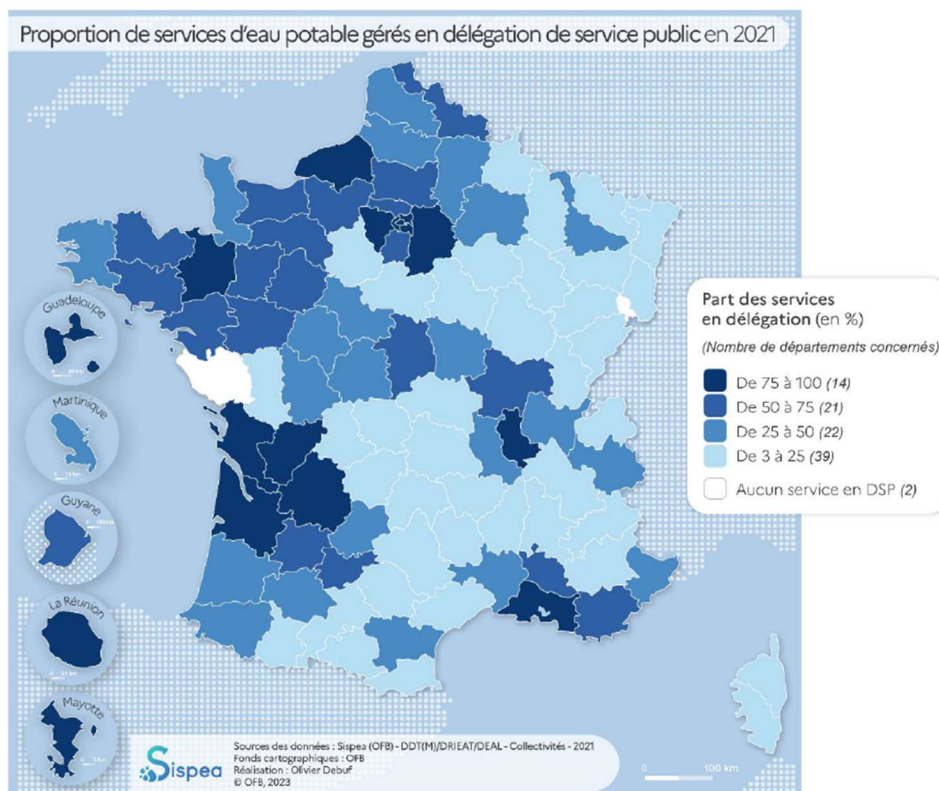 Proportion de services d'eau potable gérés en délégation de service public en 2021
Guadeloupe
Martinique
Guyane
La Réunion
Mayotte
Part des services
en délégation (en %)
(Nombre de départements concernés)
De 75 à 100 (14)
De 50 à 75 (21)
De 25 à 50 (22)
De 3 à 25 (39)
Aucun service en DSP (2)
Sispea
Sources des données : Sispea (OFB) - DDT(M)/DRIEAT/DEAL - Collectivités - 2021
Fonds cartographiques : OFB
Réalisation : Olivier Debuf
© OFB, 2023
0 100 km